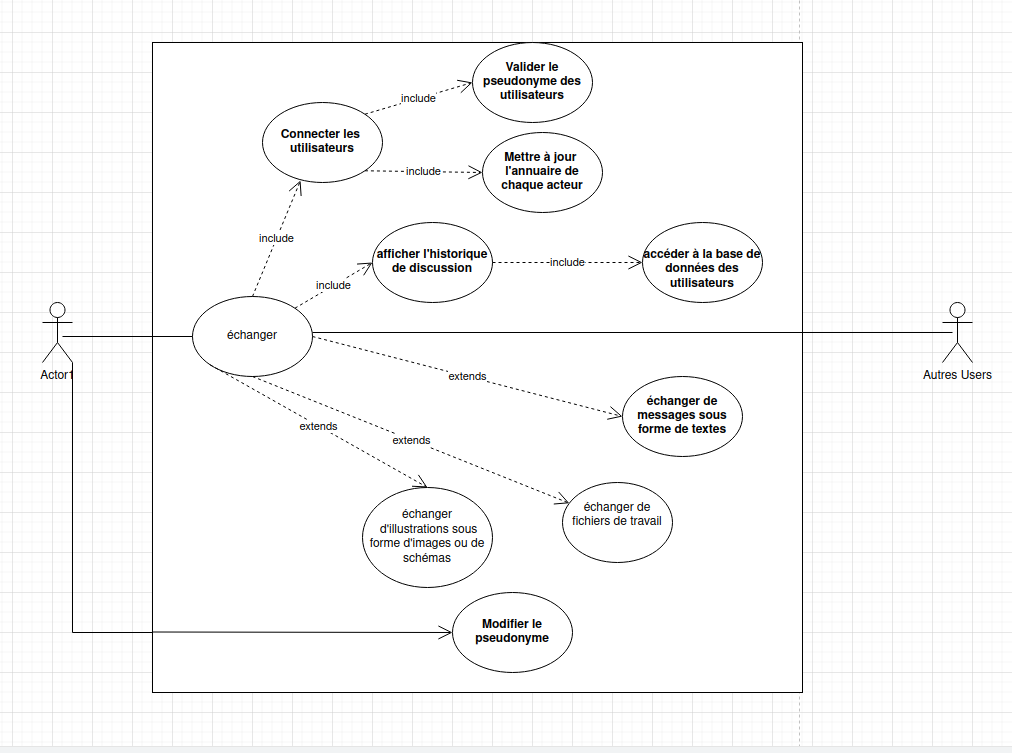 Valider le
pseudonyme des
utilisateurs
include
Connecter les
utilisateurs
Mettre à jour
l'annuaire de
chaque acteur
include
include
afficher l'historique
de discussion
include
accéder à la base de
données des
utilisateurs
include
échanger
Actor1
Autres Users
extends
échanger de
messages sous
forme de textes
extends
extends
échanger
d'illustrations sous
forme d'images ou de
schémas
échanger de
fichiers de travail
Modifier le
pseudonyme